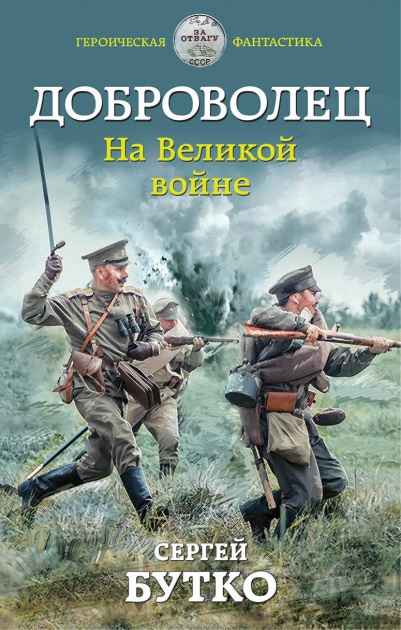 ГЕРОИЧЕСКАЯ ФАНТАСТИКА
ЗА
ОТВАГУ
СССР
ДОБРОВОЛЕЦ
На Великой
войне
СЕРГЕЙ
БУТКО